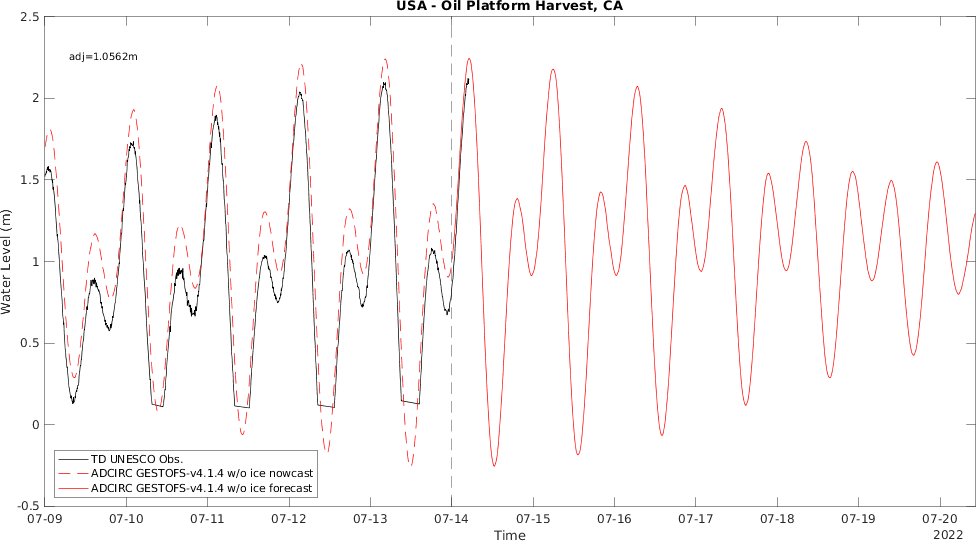 USA - Oil Platform Harvest, CA
adj=1.0562m
Water Level (m)
2.5
2
1.5
1
0.5
0
-0.5
TD UNESCO Obs.
ADCIRC GESTOFS-v4.1.4 w/o ice nowcast
ADCIRC GESTOFS-v4.1.4 w/o ice forecast
07-09 07-10 07-11 07-12 07-13 07-14 07-15 07-16 07-17 07-18 07-19 07-20
2022
Time